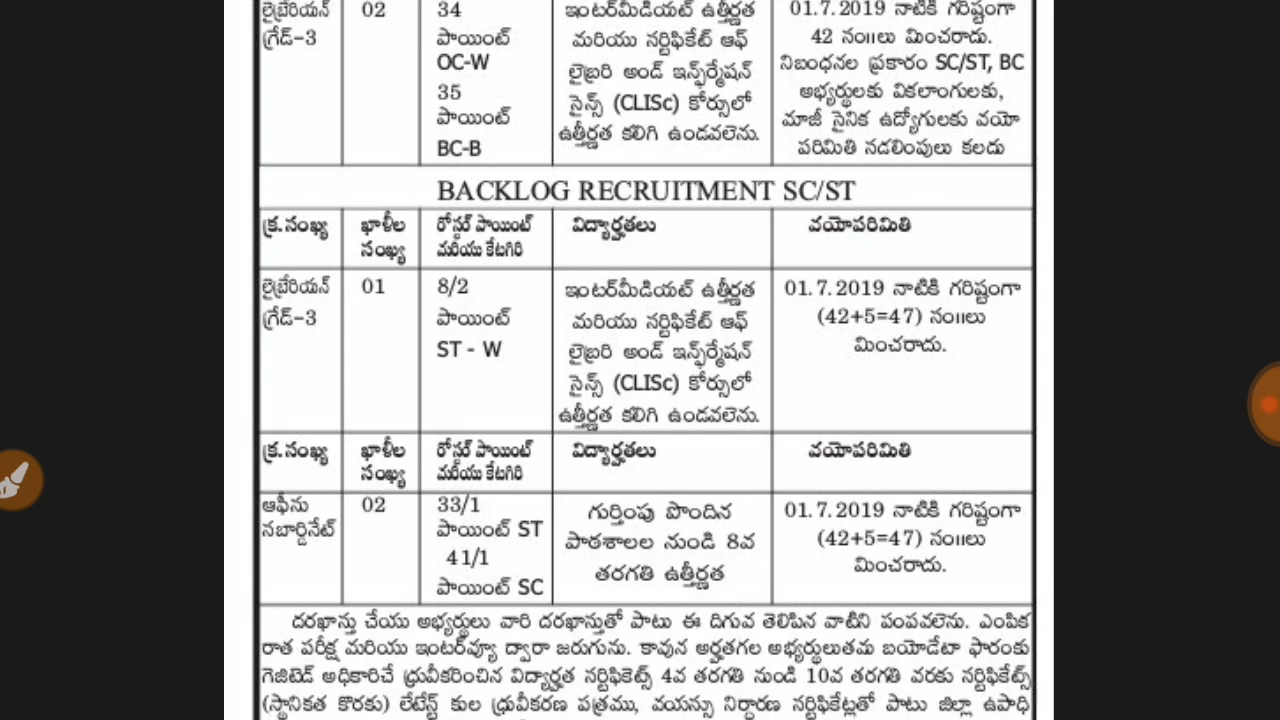 లైబ్రేరియన్ 02 34 ఇంటర్‌మీడియట్ ఉత్తీర్ణత 01.7.2019 నాటికి గరిష్టంగా
గ్రేడ్-3 పాయింట్ మరియు సర్టిఫికేట్ ఆఫ్ 42 సం॥లు మించరాదు.
OC-W లైబ్రరి అండ్ ఇన్ఫర్మేషన్ నిబంధనల ప్రకారం SC/ST, BC
35 సైన్స్ (CLISc) కోర్సులో అభ్యర్థులకు వికలాంగులకు,
పాయింట్ ఉత్తీర్ణత కలిగి ఉండవలెను. మాజీ సైనిక ఉద్యోగులకు వయో
BC-B పరిమితి సడలింపులు కలదు
BACKLOG RECRUITMENT SC/ST
క్ర.సంఖ్య ఖాళీల రోస్టర్ పాయింట్ విద్యార్హతలు వయోపరిమితి
సంఖ్య మరియు కేటగిరి
లైబ్రేరియన్ 01 8/2 ఇంటర్‌మీడియట్ ఉత్తీర్ణత 01.7.2019 నాటికి గరిష్టంగా
గ్రేడ్-3 పాయింట్ మరియు సర్టిఫికేట్ ఆఫ్ (42+5=47) సం॥లు
ST - W లైబ్రరి అండ్ ఇన్ఫర్మేషన్ మించరాదు.
సైన్స్ (CLISc) కోర్సులో
ఉత్తీర్ణత కలిగి ఉండవలెను.
క్ర.సంఖ్య ఖాళీల రోస్టర్ పాయింట్ విద్యార్హతలు వయోపరిమితి
సంఖ్య మరియు కేటగిరి
ఆఫీసు 02 33/1 గుర్తింపు పొందిన 01.7.2019 నాటికి గరిష్టంగా
సబార్డినేట్ పాయింట్ ST పాఠశాలల నుండి 8వ (42+5=47) సం॥లు
41/1 తరగతి ఉత్తీర్ణత మించరాదు.
పాయింట్ SC
దరఖాస్తు చేయు అభ్యర్థులు వారి దరఖాస్తుతో పాటు ఈ దిగువ తెలిపిన వాటిని పంపవలెను. ఎంపిక
రాత పరీక్ష మరియు ఇంటర్వ్యూ ద్వారా జరుగును. కావున అర్హతగల అభ్యర్థులుతమ బయోడేటా ఫారంకు
గెజిటెడ్ అధికారిచే ధ్రువీకరించిన విద్యార్హత సర్టిఫికెట్స్ 4వ తరగతి నుండి 10వ తరగతి వరకు సర్టిఫికేట్స్
(స్థానికత కొరకు) లేటేస్ట్ కుల ధ్రువీకరణ పత్రము, వయస్సు నిర్ధారణ సర్టిఫికేట్లతో పాటు జిల్లా ఉపాధి